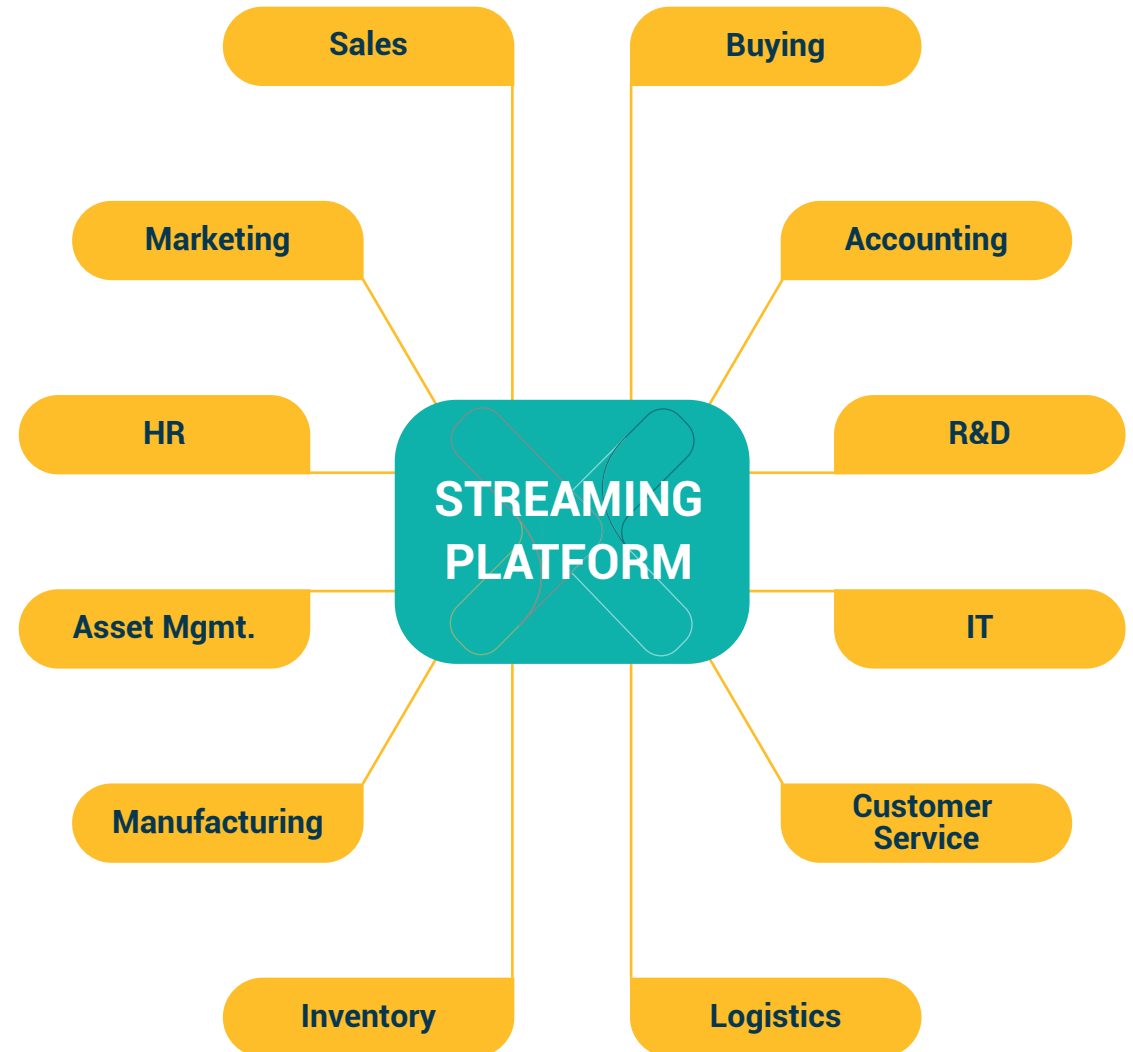 Sales
Buying
Marketing
Accounting
HR
R&D
STREAMING
PLATFORM
Asset Mgmt.
IT
Manufacturing
Customer
Service
Inventory
Logistics